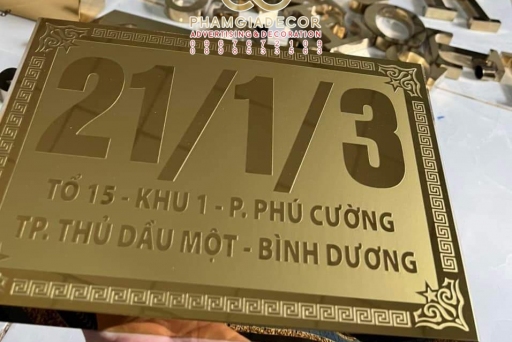 PHAMGIADECOR
ADVERTISING & DECORATION
21/1/3
TỔ 15 - KHU 1 - P. PHÚ CƯỜNG
TP. THỦ DẦU MỘT - BÌNH DƯƠNG